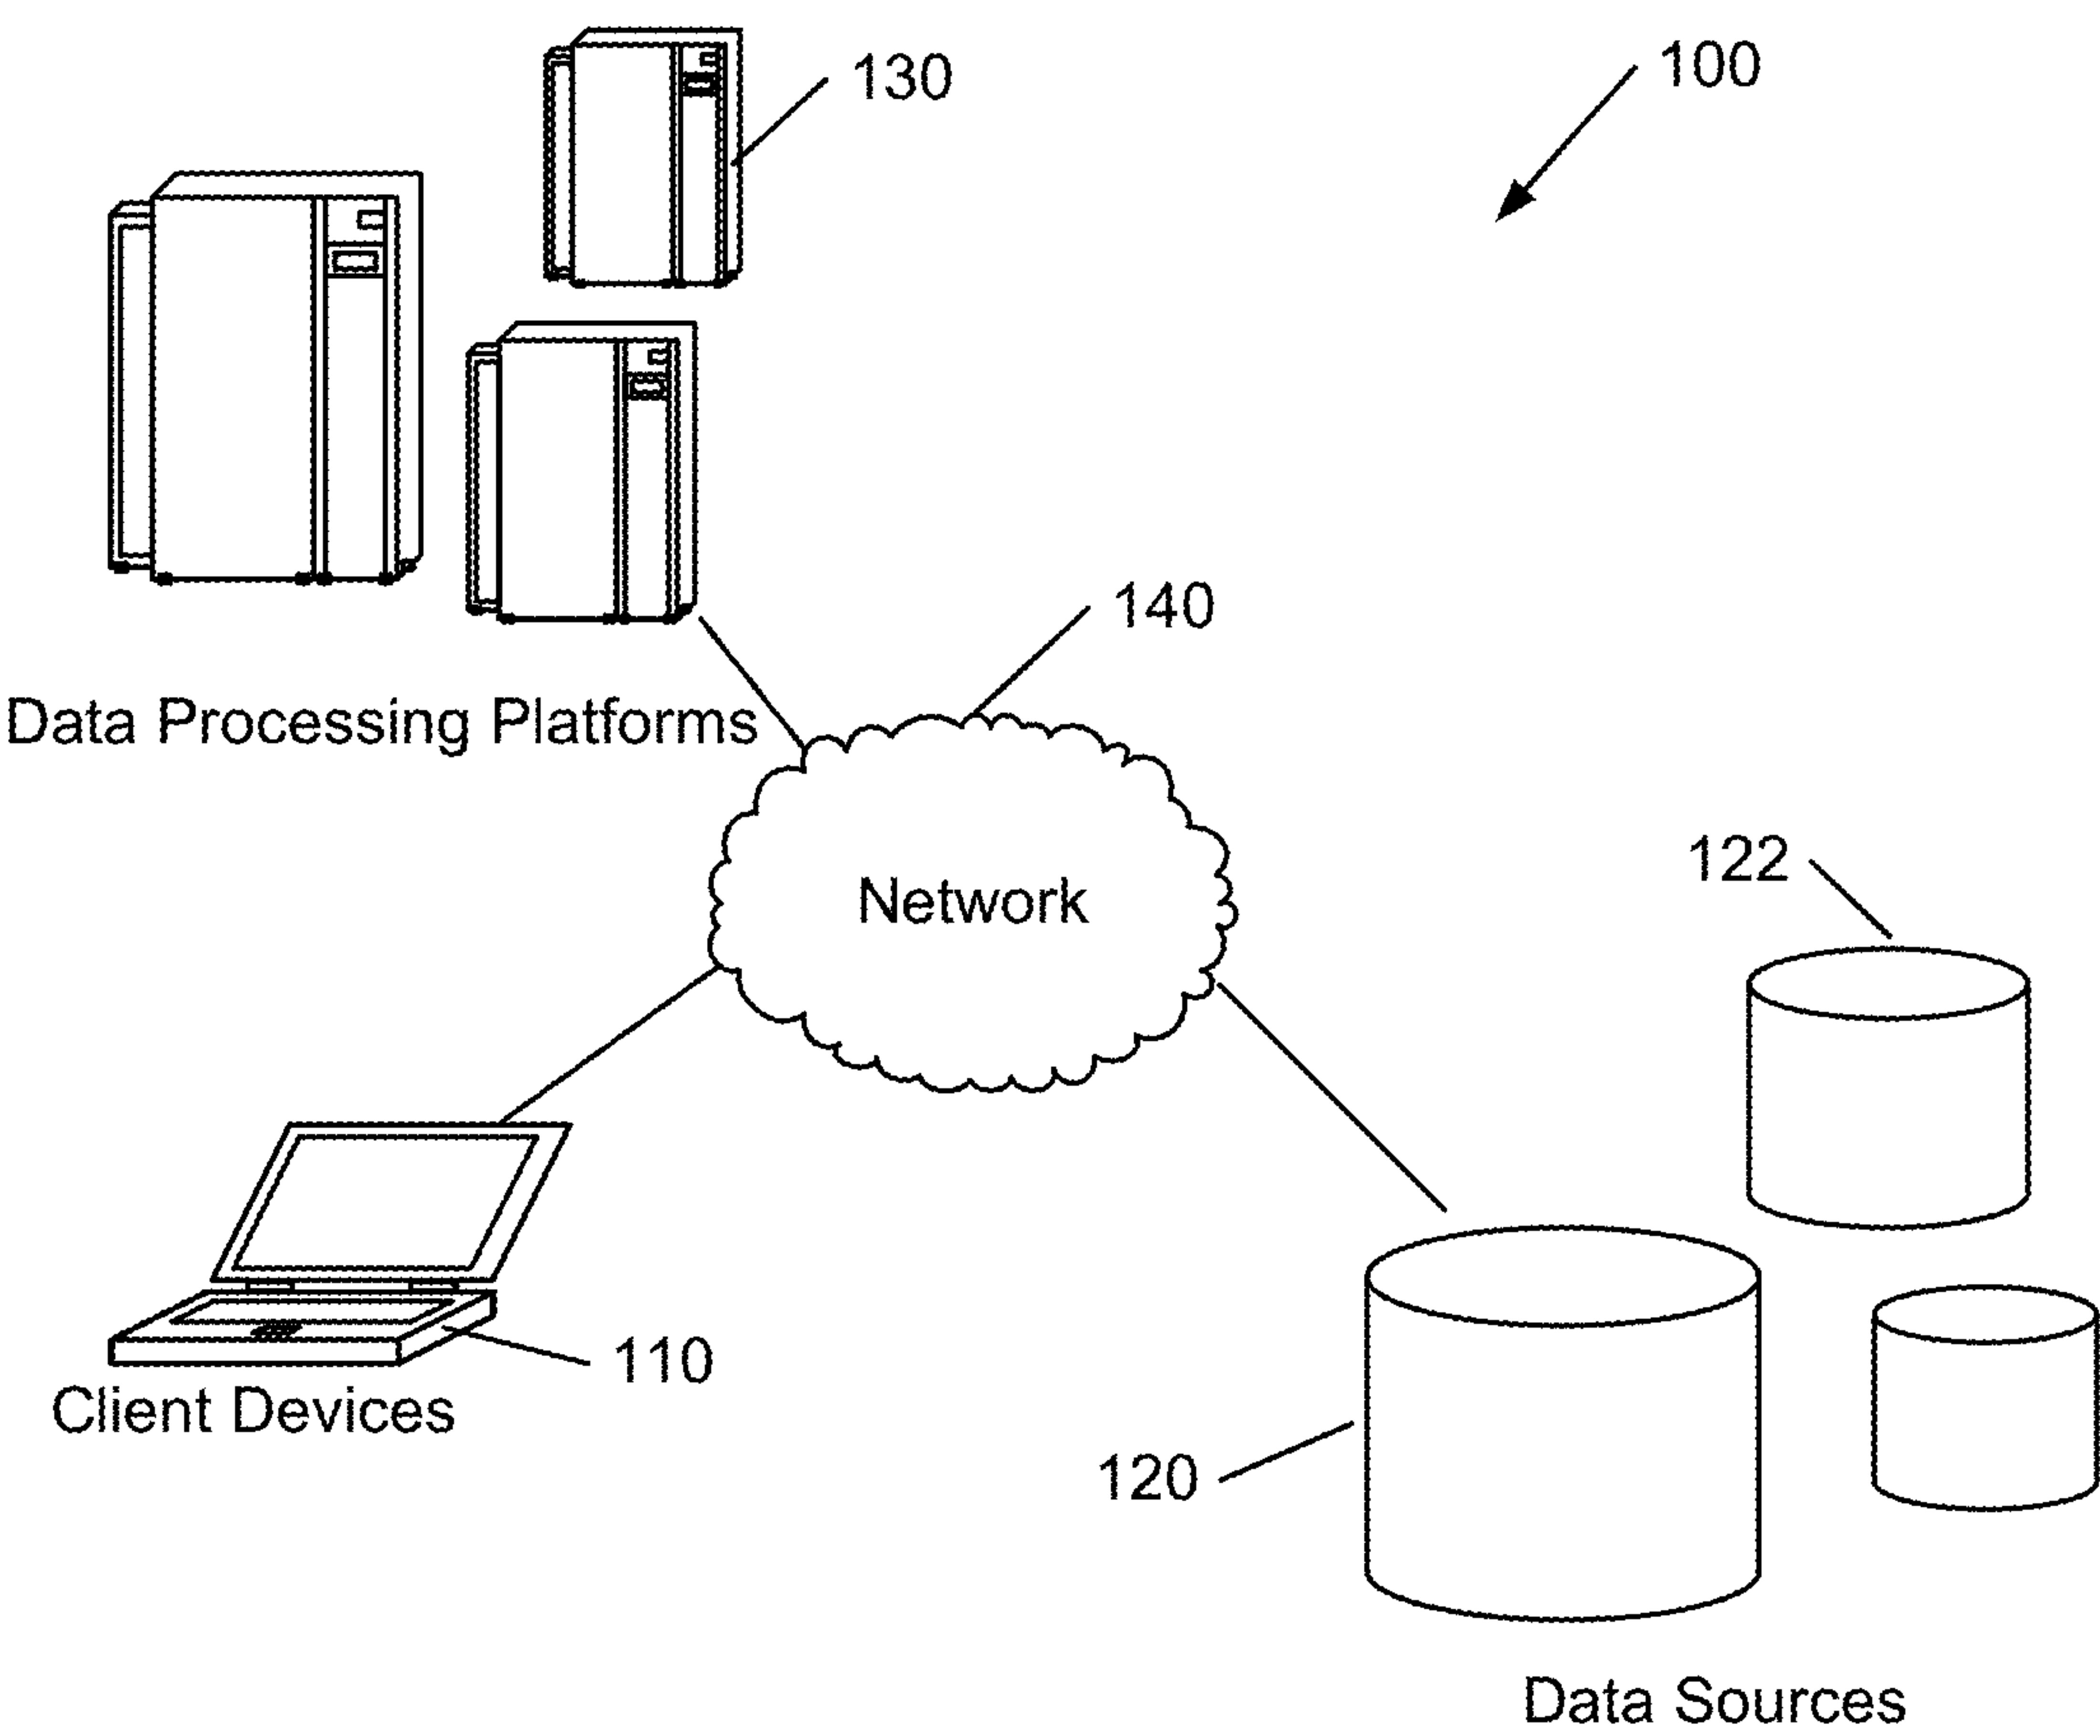 130
100
140
Data Processing Platforms
122
Network
110
Client Devices
120
Data Sources